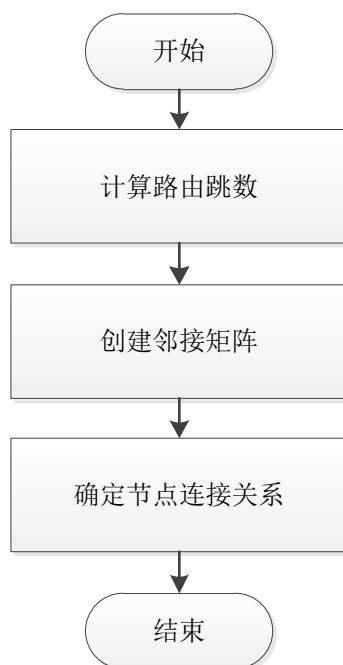 开始
计算路由跳数
创建邻接矩阵
确定节点连接关系
结束